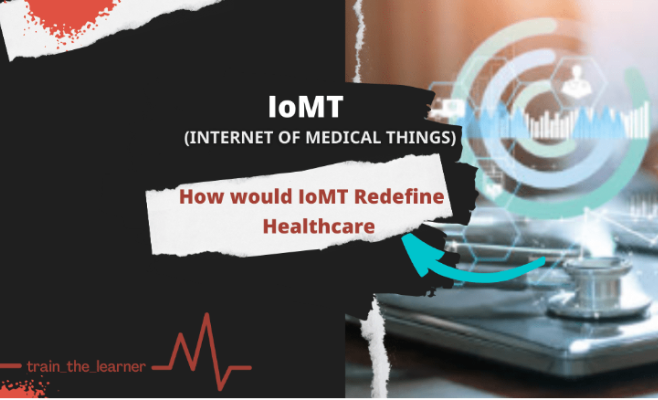 IoMT
(INTERNET OF MEDICAL THINGS)
How would IoMT Redefine
Healthcare
train_the_learner